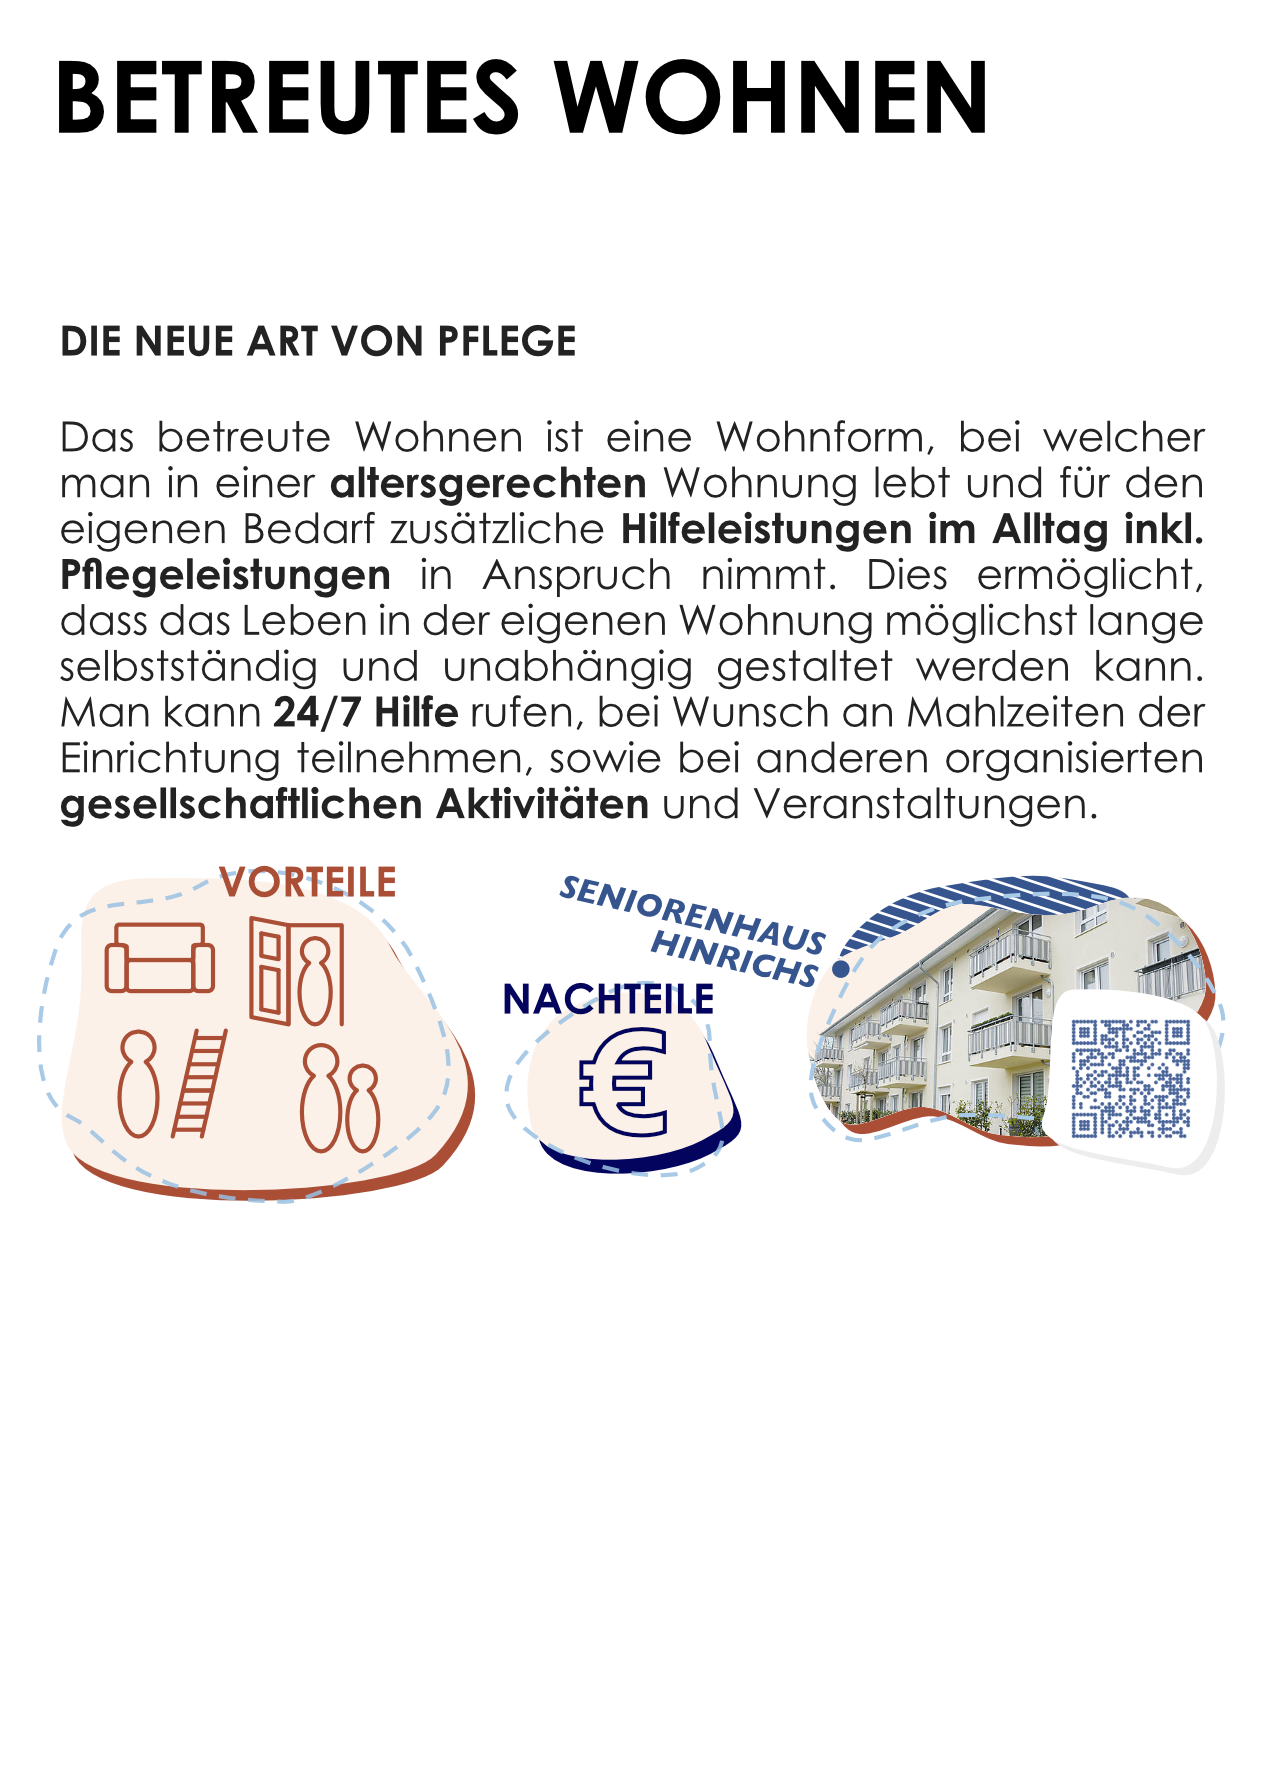 BETREUTES WOHNEN
DIE NEUE ART VON PFLEGE
Das betreute Wohnen ist eine Wohnform, bei welcher
man in einer altersgerechten Wohnung lebt und für den
eigenen Bedarf zusätzliche Hilfeleistungen im Alltag inkl.
Pflegeleistungen in Anspruch nimmt. Dies ermöglicht,
dass das Leben in der eigenen Wohnung möglichst lange
selbstständig und unabhängig gestaltet werden kann.
Man kann 24/7 Hilfe rufen, bei Wunsch an Mahlzeiten der
Einrichtung teilnehmen, sowie bei anderen organisierten
gesellschaftlichen Aktivitäten und Veranstaltungen.
VORTEILE
NACHTEILE
€
SENIORENHAUS
HINRICHS